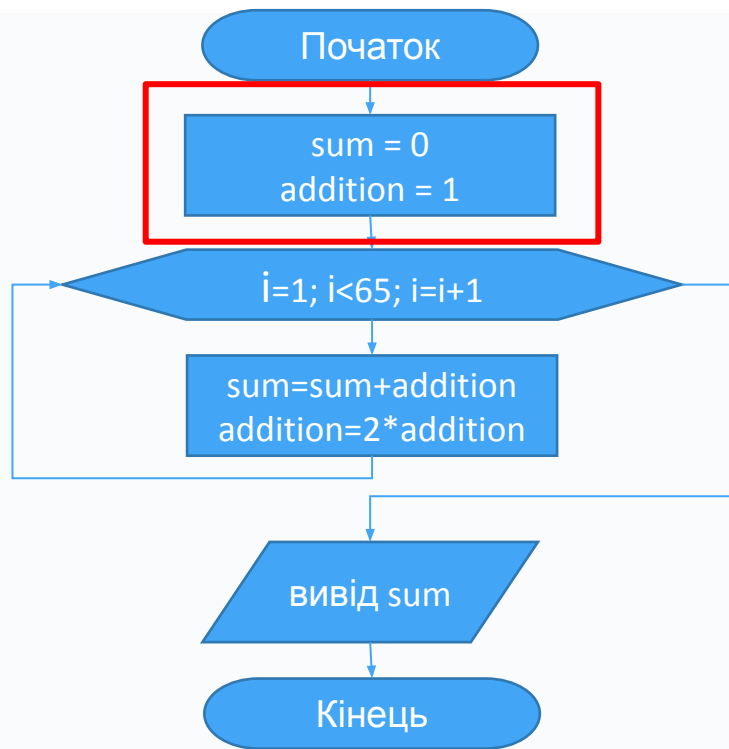 Початок
sum = 0
addition = 1
i=1; i<65; i=i+1
sum=sum+addition
addition=2*addition
вивід sum
Кінець